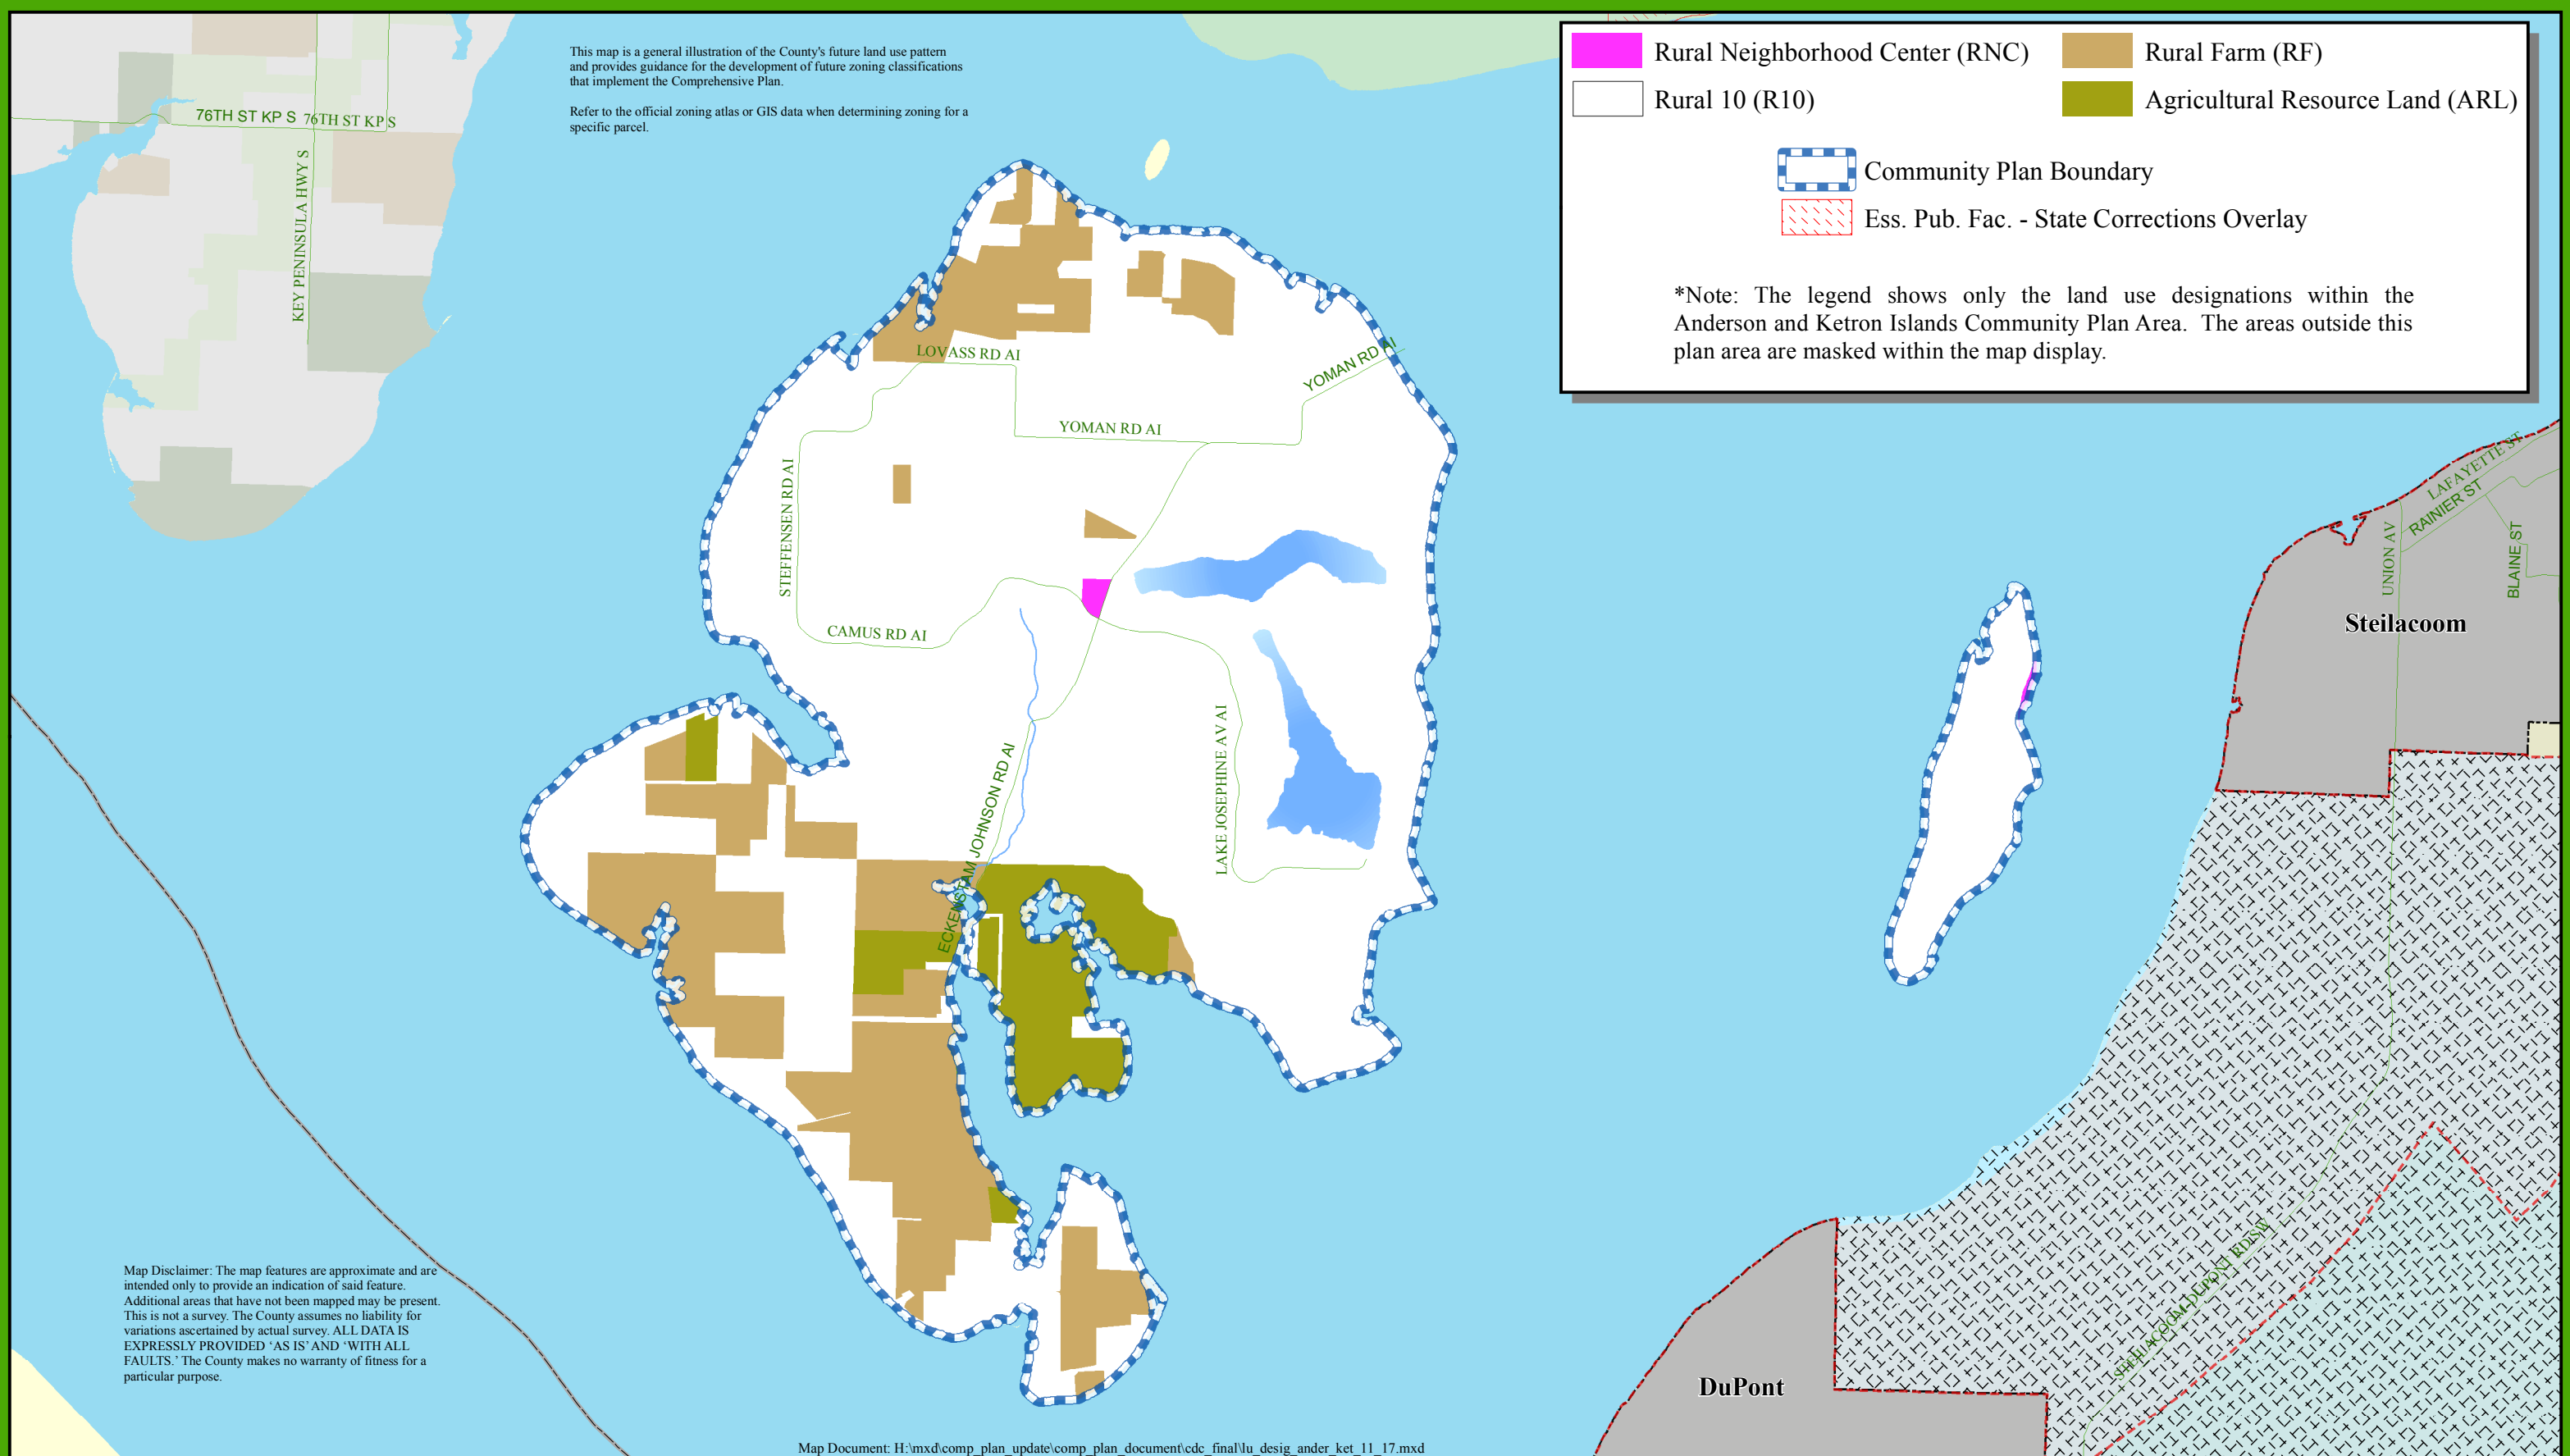 This map is a general illustration of the County's future land use pattern
and provides guidance for the development of future zoning classifications
that implement the Comprehensive Plan.
Refer to the official zoning atlas or GIS data when determining zoning for a
specific parcel.
Rural Neighborhood Center (RNC)
Rural Farm (RF)
Rural 10 (R10)
Agricultural Resource Land (ARL)
Community Plan Boundary
Ess. Pub. Fac. - State Corrections Overlay
*Note: The legend shows only the land use designations within the
Anderson and Ketron Islands Community Plan Area. The areas outside this
plan area are masked within the map display.
76TH ST KP S
76TH ST KP S
KEY PENINSULA HWY S
LOVASS RD AI
YOMAN RD AI
YOMAN RD AI
STEFFENSEN RD AI
CAMUS RD AI
ECKENSTAM JOHNSON RD AI
LAKE JOSEPHINE AV AI
LAFAYETTE ST
RAINIER ST
UNION AV
BLAINE ST
Steilacoom
STEILACOOM-DUPONT RD SW
DuPont
Map Disclaimer: The map features are approximate and are
intended only to provide an indication of said feature.
Additional areas that have not been mapped may be present.
This is not a survey. The County assumes no liability for
variations ascertained by actual survey. ALL DATA IS
EXPRESSLY PROVIDED ‘AS IS’ AND ‘WITH ALL
FAULTS.’ The County makes no warranty of fitness for a
particular purpose.
Map Document: H:\mxd\comp_plan_update\comp_plan_document\cdc_final\lu_desig_ander_ket_11_17.mxd